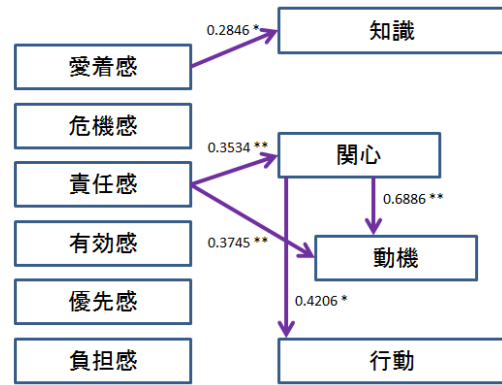 0.2846 *
知識
愛着感
危機感
0.3534 **
関心
責任感
0.6886 **
有効感
0.3745 **
動機
優先感
0.4206 *
負担感
行動